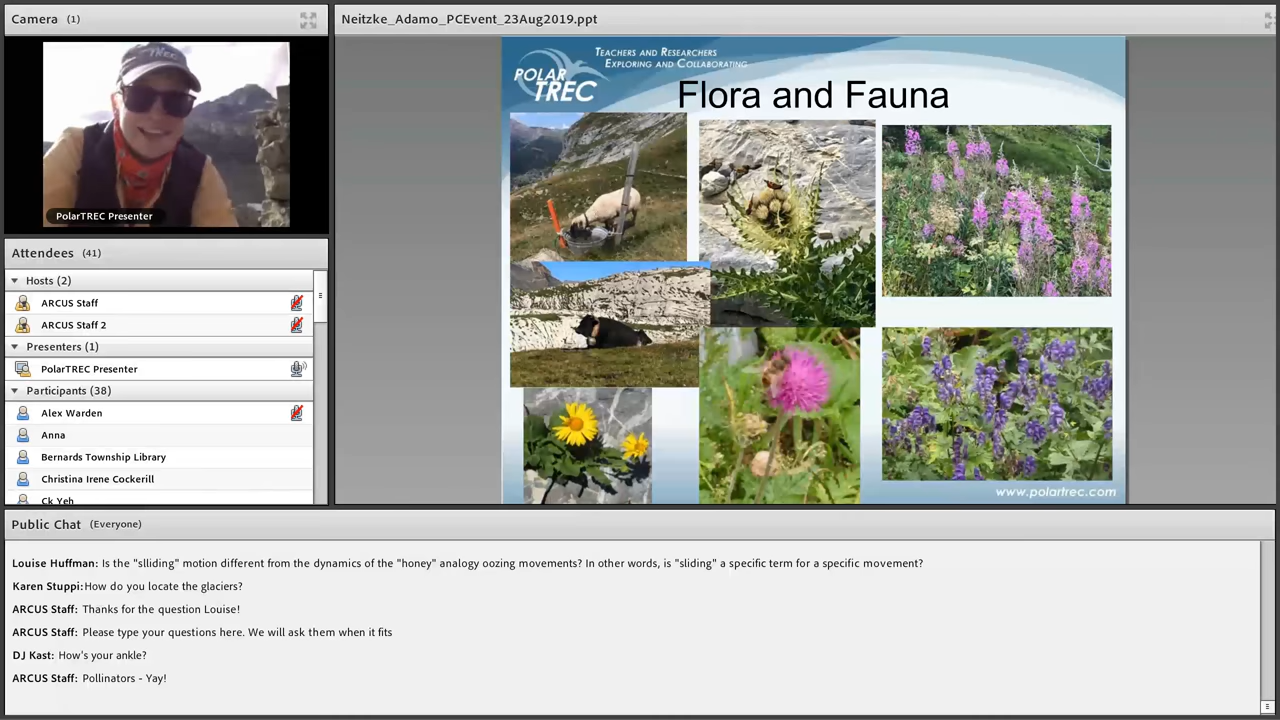 Camera (1)
PolarTREC Presenter
Attendees (41)
Hosts (2)
ARCUS Staff
ARCUS Staff 2
Presenters (1)
PolarTREC Presenter
Participants (38)
Alex Warden
Anna
Bernards Township Library
Christina Irene Cockerill
Ck Yeh
Neitzke_Adamo_PCEvent_23Aug2019.ppt
POLAR
TREC
TEACHERS AND RESEARCHERS
EXPLORING AND COLLABORATING
Flora and Fauna
www.polartrec.com
Public Chat (Everyone)
Louise Huffman: Is the "slliding" motion different from the dynamics of the "honey" analogy oozing movements? In other words, is "sliding" a specific term for a specific movement?
Karen Stuppi:How do you locate the glaciers?
ARCUS Staff: Thanks for the question Louise!
ARCUS Staff: Please type your questions here. We will ask them when it fits
DJ Kast: How's your ankle?
ARCUS Staff: Pollinators - Yay!